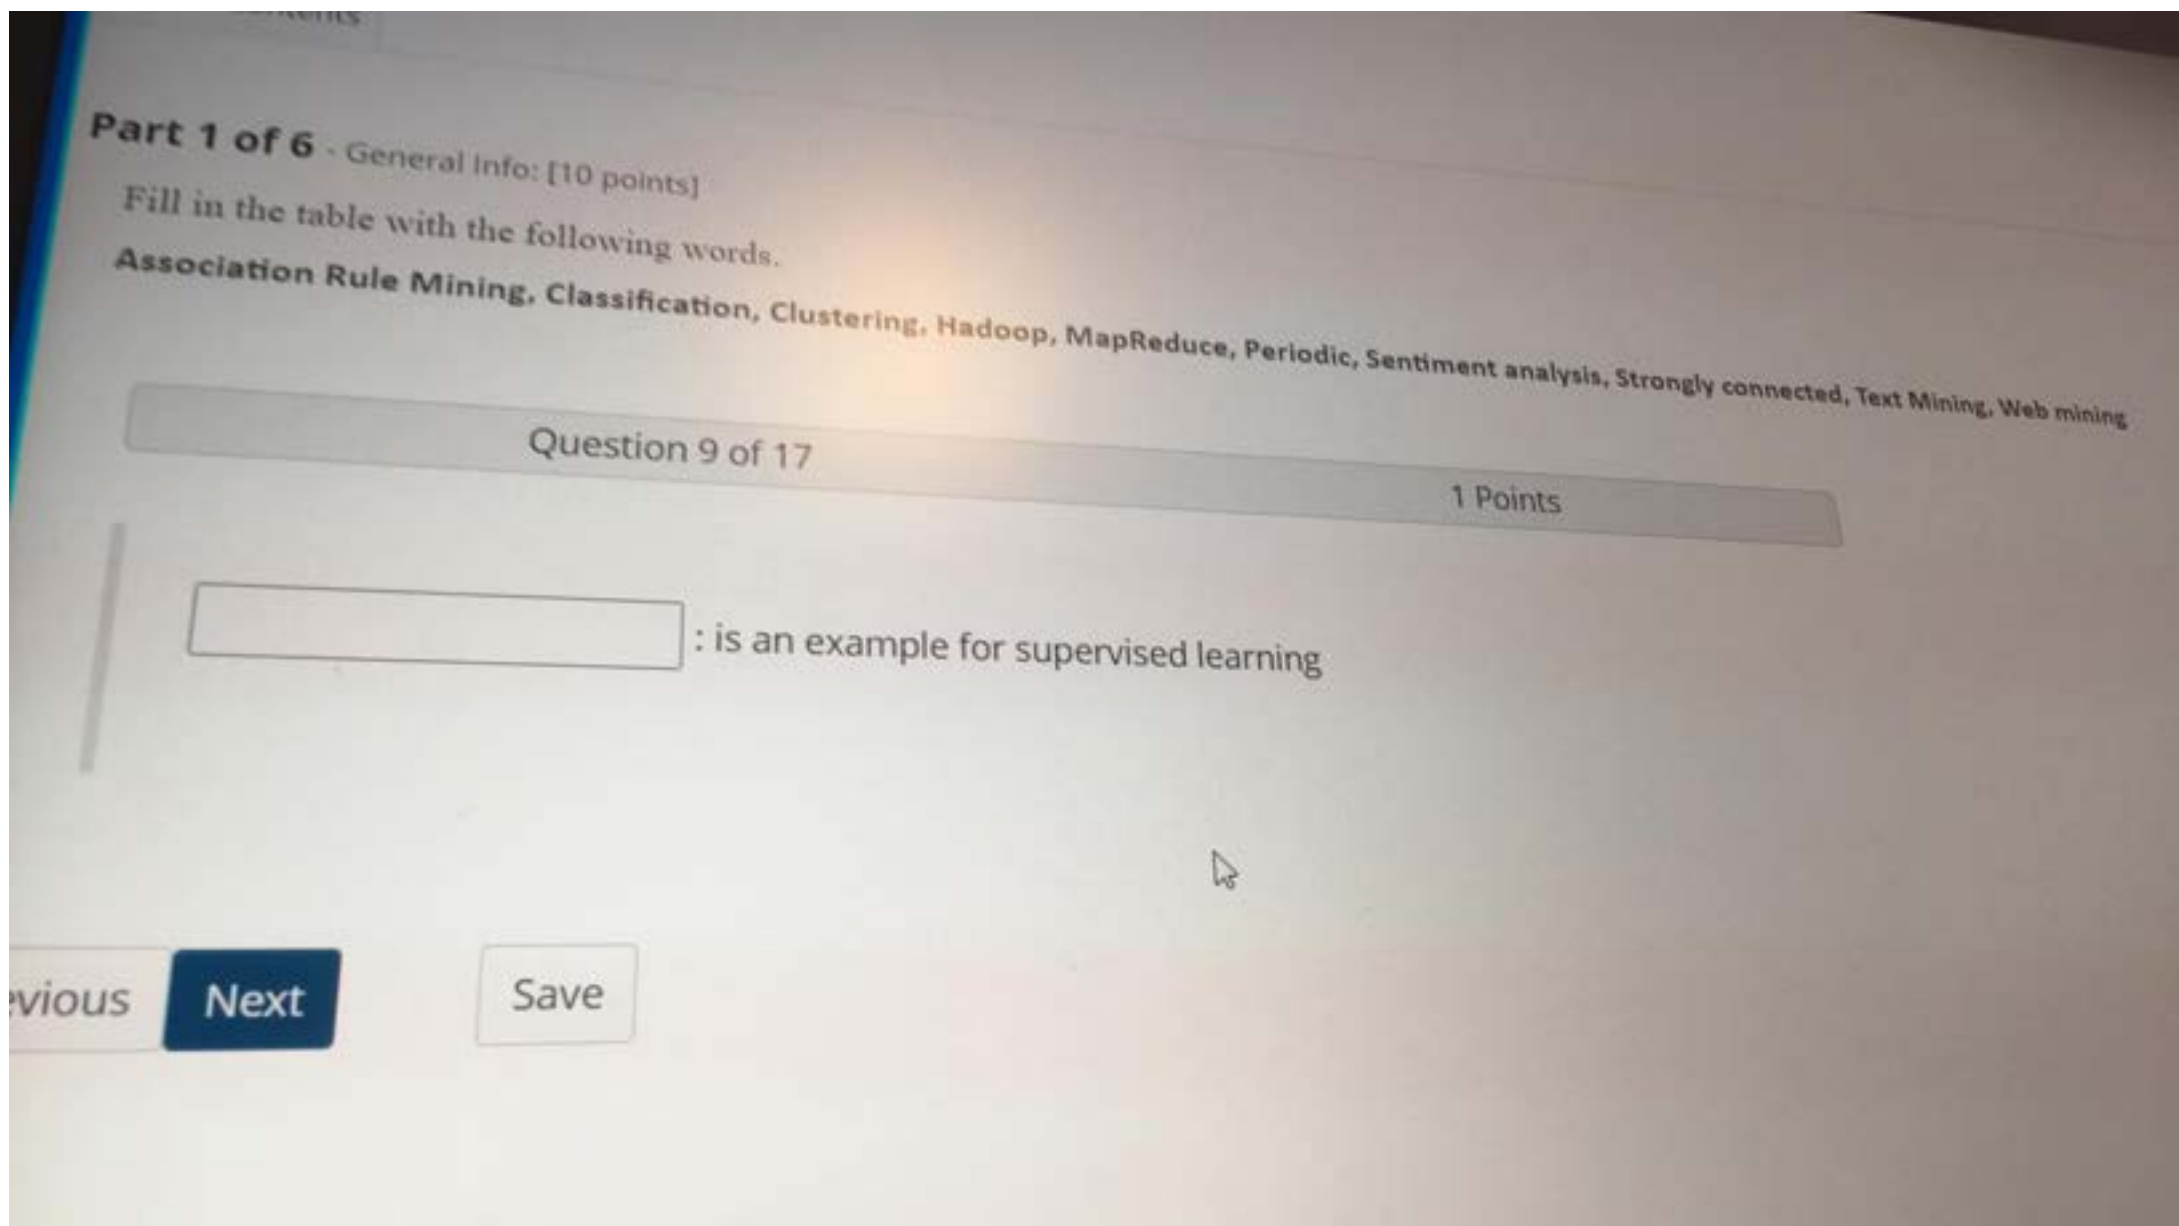 Part 1 of 6 - General Info: [10 points]
Fill in the table with the following words.
Association Rule Mining, Classification, Clustering, Hadoop, MapReduce, Periodic, Sentiment analysis, Strongly connected, Text Mining, Web mining
Question 9 of 17 1 Points
: is an example for supervised learning
Next Save